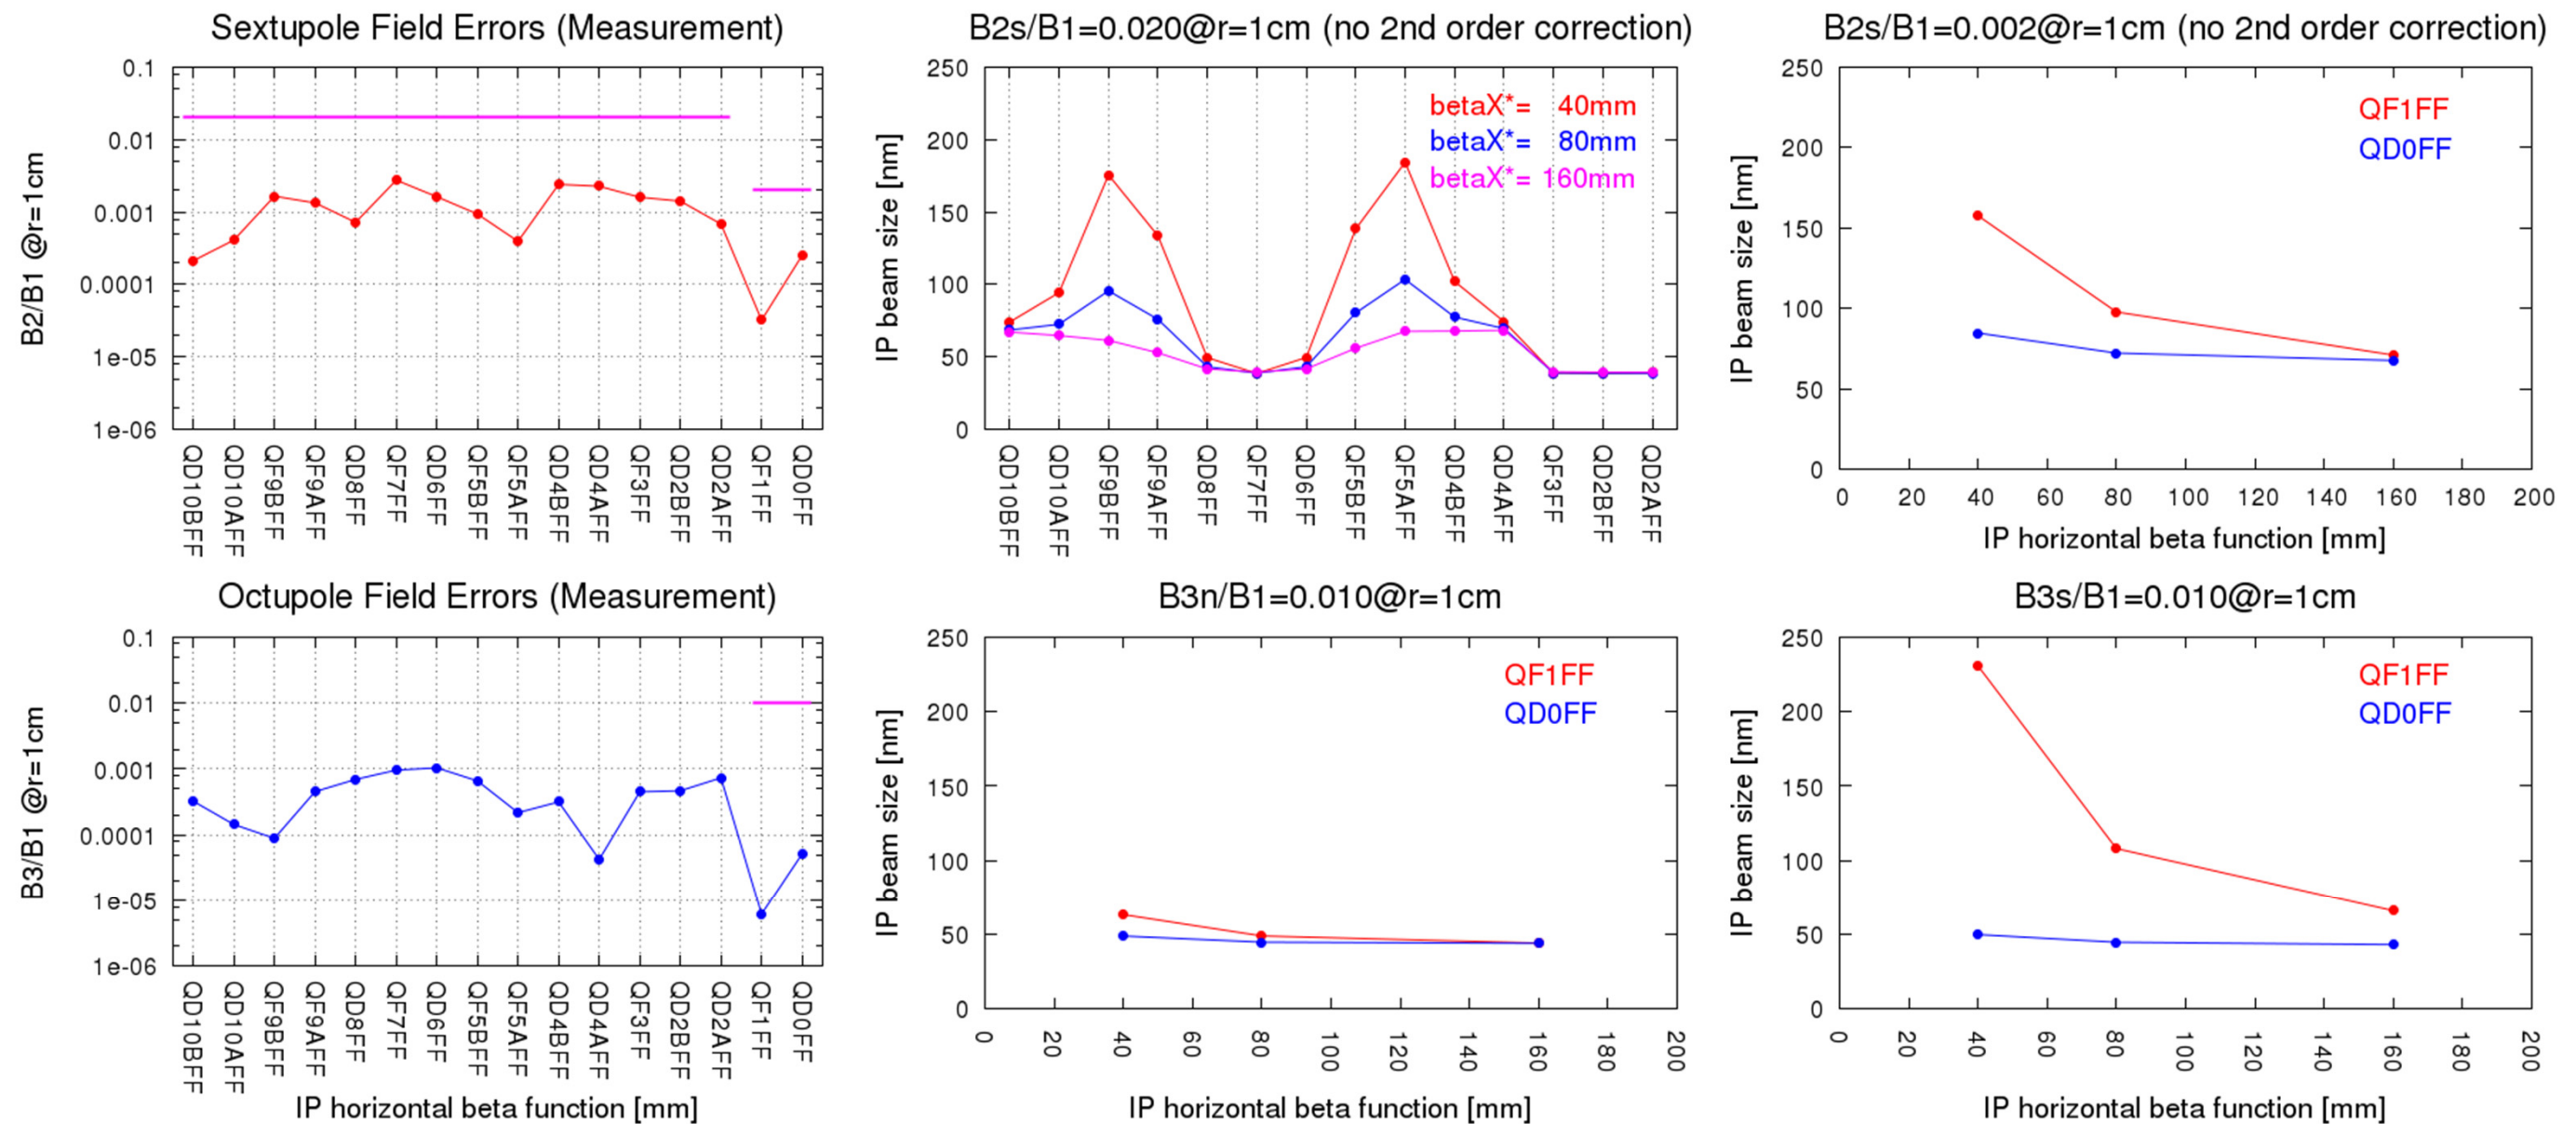 Sextupole Field Errors (Measurement)
B2/B1 @r=1cm
0.1
0.01
0.001
0.0001
1e-05
1e-06
QD10BFF
QD10AFF
QF9BFF
QF9AFF
QD8FF
QF7FF
QD6FF
QF5BFF
QF5AFF
QD4BFF
QD4AFF
QF3FF
QD2BFF
QD2AFF
QF1FF
QD0FF
B2s/B1=0.020@r=1cm (no 2nd order correction)
IP beam size [nm]
250
200
150
100
50
0
betaX*= 40mm
betaX*= 80mm
betaX*= 160mm
QD10BFF
QD10AFF
QF9BFF
QF9AFF
QD8FF
QF7FF
QD6FF
QF5BFF
QF5AFF
QD4BFF
QD4AFF
QF3FF
QD2BFF
QD2AFF
B2s/B1=0.002@r=1cm (no 2nd order correction)
IP beam size [nm]
250
200
150
100
50
0
QF1FF
QD0FF
0 20 40 60 80 100 120 140 160 180 200
IP horizontal beta function [mm]
Octupole Field Errors (Measurement)
B3/B1 @r=1cm
0.1
0.01
0.001
0.0001
1e-05
1e-06
QD10BFF
QD10AFF
QF9BFF
QF9AFF
QD8FF
QF7FF
QD6FF
QF5BFF
QF5AFF
QD4BFF
QD4AFF
QF3FF
QD2BFF
QD2AFF
QF1FF
QD0FF
IP horizontal beta function [mm]
B3n/B1=0.010@r=1cm
IP beam size [nm]
250
200
150
100
50
0
QF1FF
QD0FF
0
20
40
60
80
100
120
140
160
180
200
IP horizontal beta function [mm]
B3s/B1=0.010@r=1cm
IP beam size [nm]
250
200
150
100
50
0
QF1FF
QD0FF
0
20
40
60
80
100
120
140
160
180
200
IP horizontal beta function [mm]